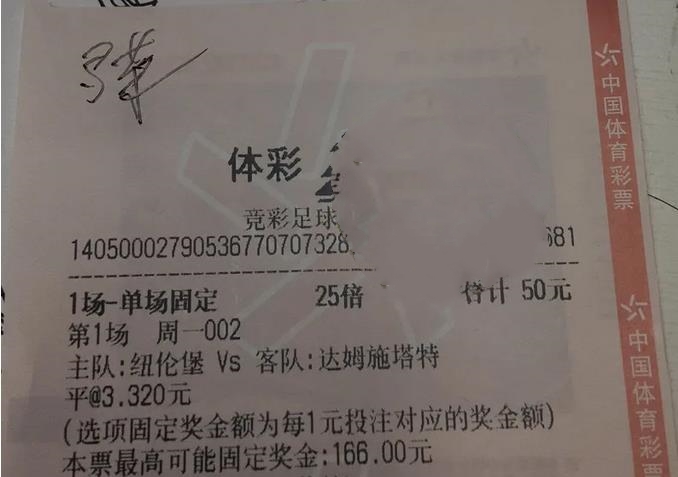 体彩
竞彩足球
14050002790536770707328 681
1场-单场固定 25倍 合计 50元
第1场 周一002
主队:纽伦堡 Vs 客队:达姆施塔特
平@3.320元
(选项固定奖金额为每1元投注对应的奖金额)
本票最高可能固定奖金:166.00元
中国体育彩票
中国体育彩票